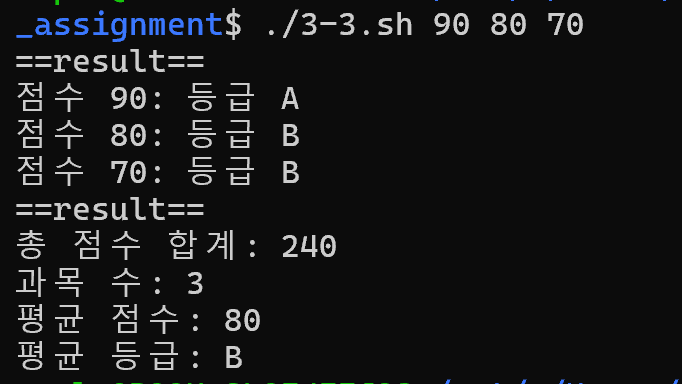 _assignment$ ./3-3.sh 90 80 70
==result==
점수 90: 등급 A
점수 80: 등급 B
점수 70: 등급 B
==result==
총 점수 합계: 240
과목 수: 3
평균 점수: 80
평균 등급: B